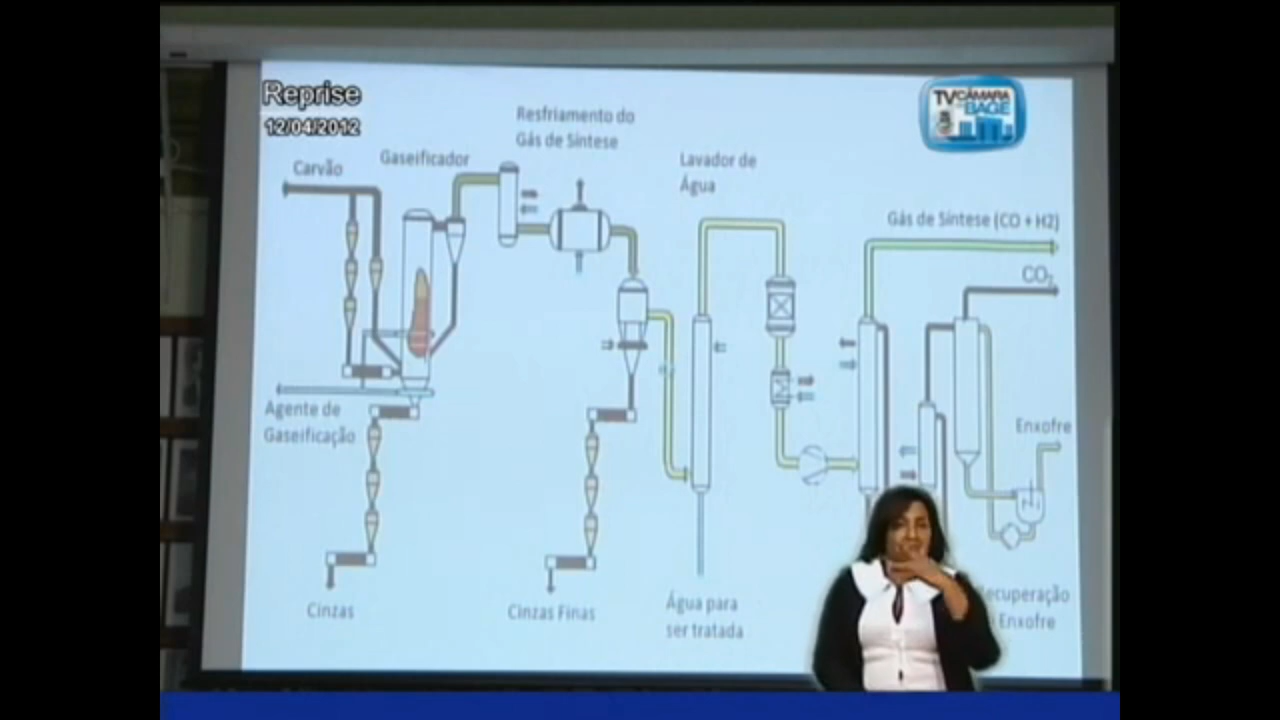 Reprise
12/04/2012
TV CÂMARA
BAGÉ
Resfriamento do
Gás de Síntese
Gaseificador
Carvão
Lavador de
Água
Gás de Síntese (CO + H2)
CO2
Agente de
Gaseificação
Enxofre
Cinzas
Cinzas Finas
Água para
ser tratada
ecuperação
Enxofre